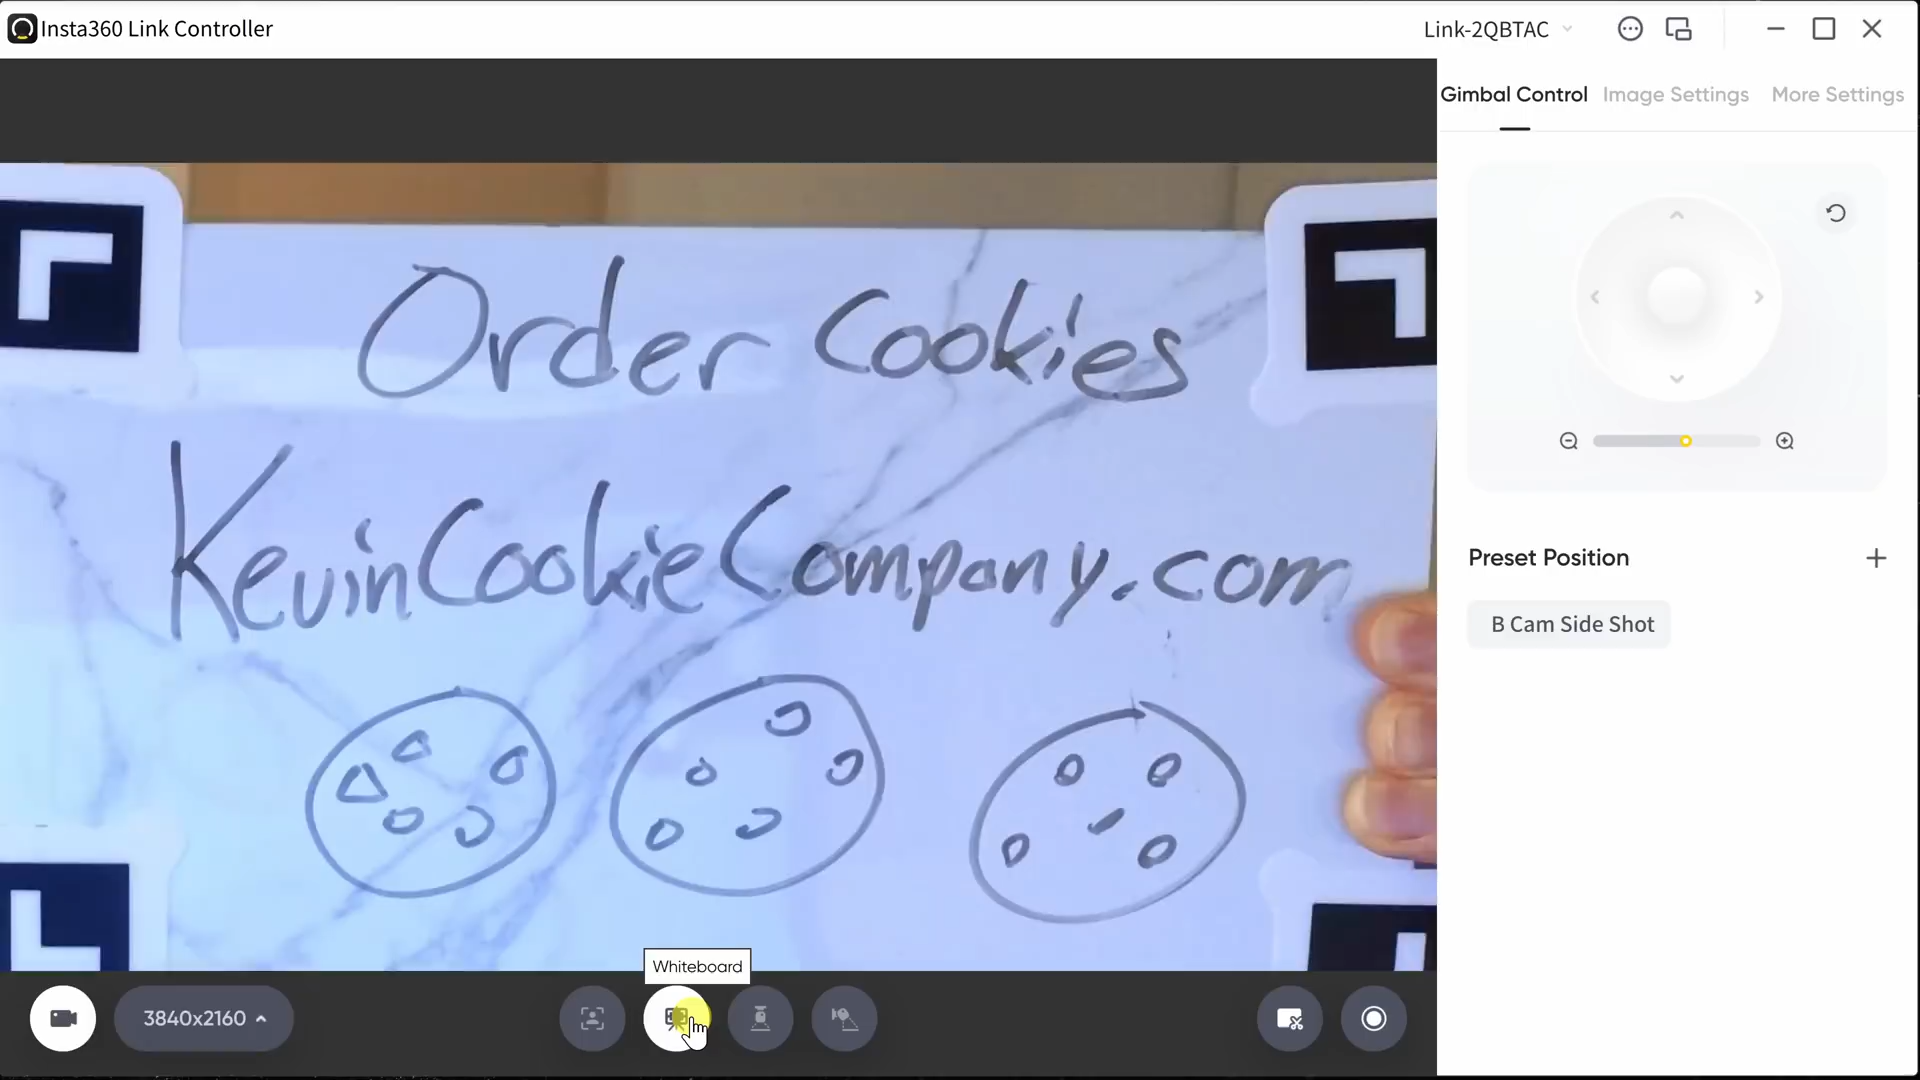 Insta360 Link Controller
Link-2QBTAC
Gimbal Control Image Settings More Settings
Order Cookies
KevinCookieCompany.com
Preset Position
B Cam Side Shot
Whiteboard
3840x2160